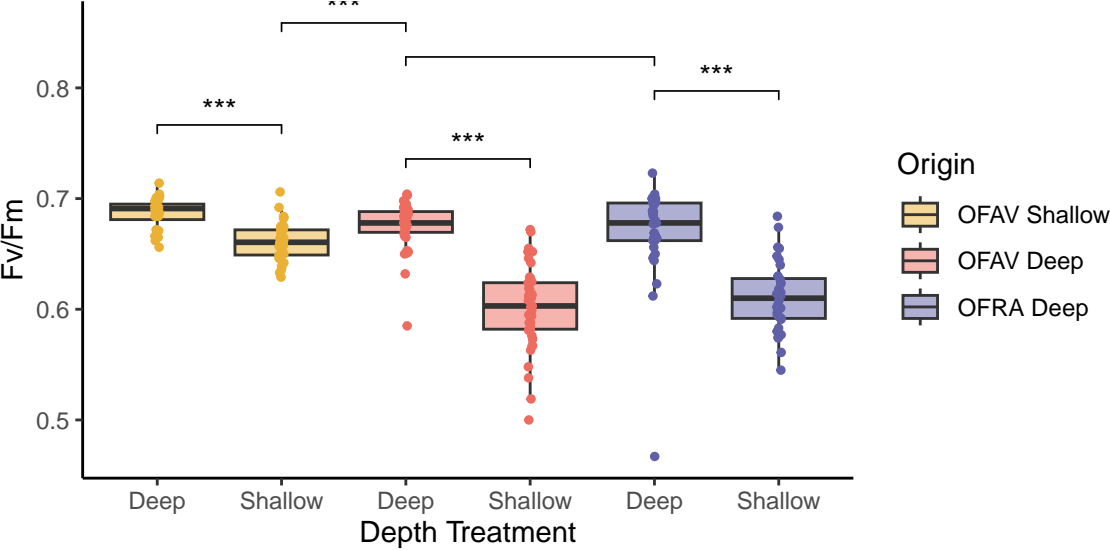 ***
***
***
***
0.8
0.7
0.6
0.5
Fv/Fm
Deep Shallow Deep Shallow Deep Shallow
Depth Treatment
Origin
OFAV Shallow
OFAV Deep
OFRA Deep